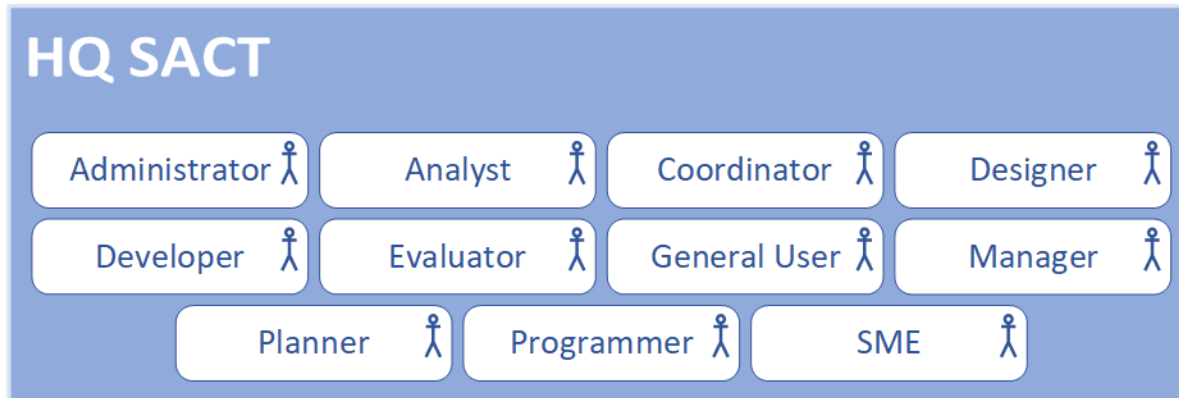 HQ SACT
Administrator Analyst Coordinator Designer
Developer Evaluator General User Manager
Planner Programmer SME